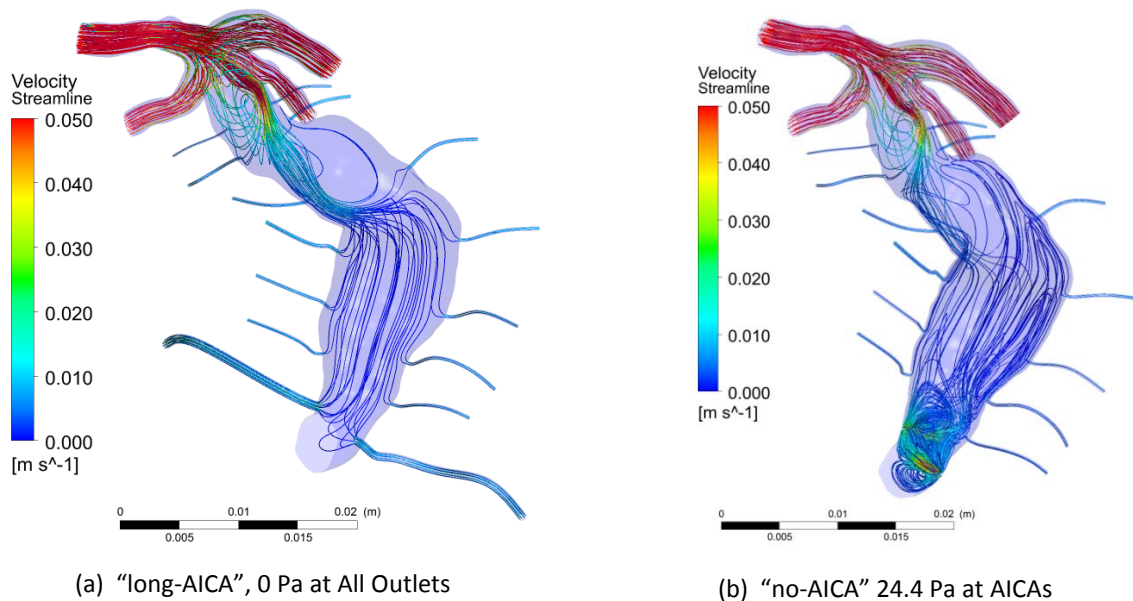 Velocity
Streamline
0.050
0.040
0.030
0.020
0.010
0.000
[m s^-1]
0
0.01
0.02
(m)
0.005
0.015
(a) “long-AICA”, 0 Pa at All Outlets
Velocity
Streamline
0.050
0.040
0.030
0.020
0.010
0.000
[m s^-1]
0
0.01
0.02
(m)
0.005
0.015
(b) “no-AICA” 24.4 Pa at AICAs